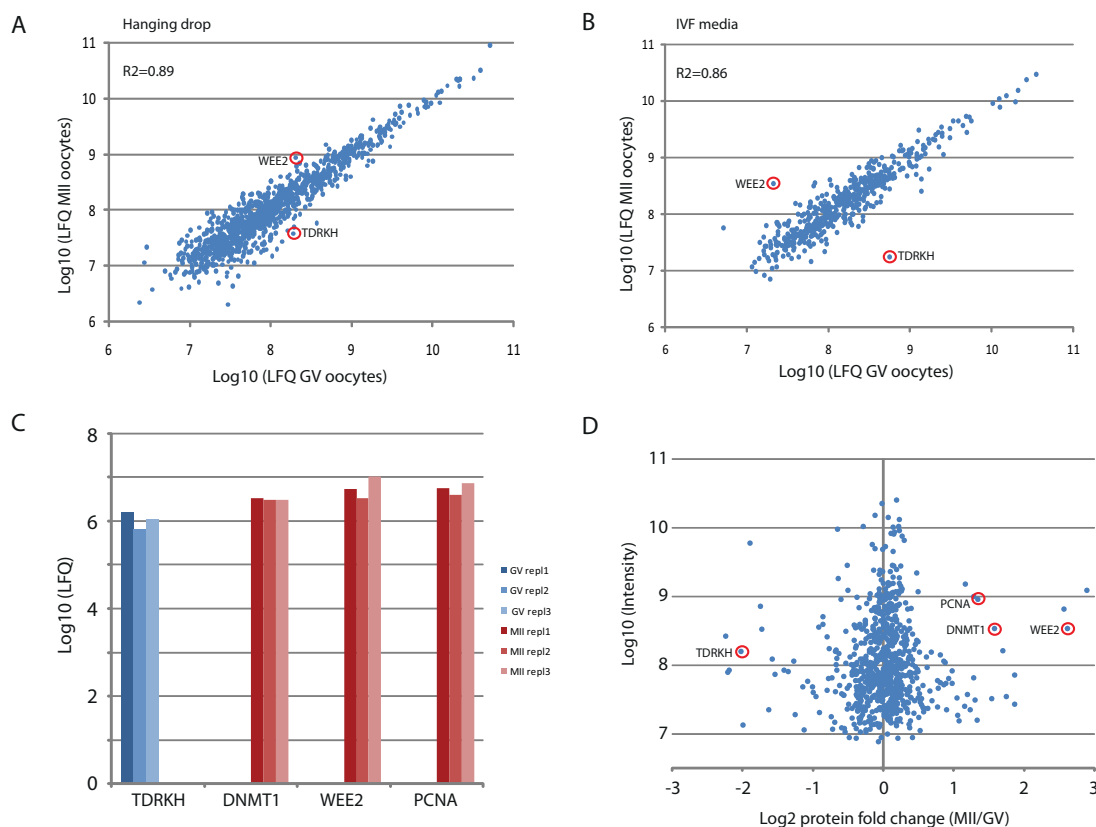 A
Hanging drop
R2=0.89
Log10 (LFQ MII oocytes)
11
10
9
8
7
6
WEE2
TDRKH
6 7 8 9 10 11
Log10 (LFQ GV oocytes)
B
IVF media
R2=0.86
Log10 (LFQ MII oocytes)
11
10
9
8
7
6
WEE2
TDRKH
6 7 8 9 10 11
Log10 (LFQ GV oocytes)
C
Log10 (LFQ)
8
6
4
2
0
TDRKH DNMT1 WEE2 PCNA
GV repl1
GV repl2
GV repl3
MII repl1
MII repl2
MII repl3
D
Log10 (Intensity)
11
10
9
8
7
PCNA
DNMT1
WEE2
TDRKH
-3 -2 -1 0 1 2 3
Log2 protein fold change (MII/GV)